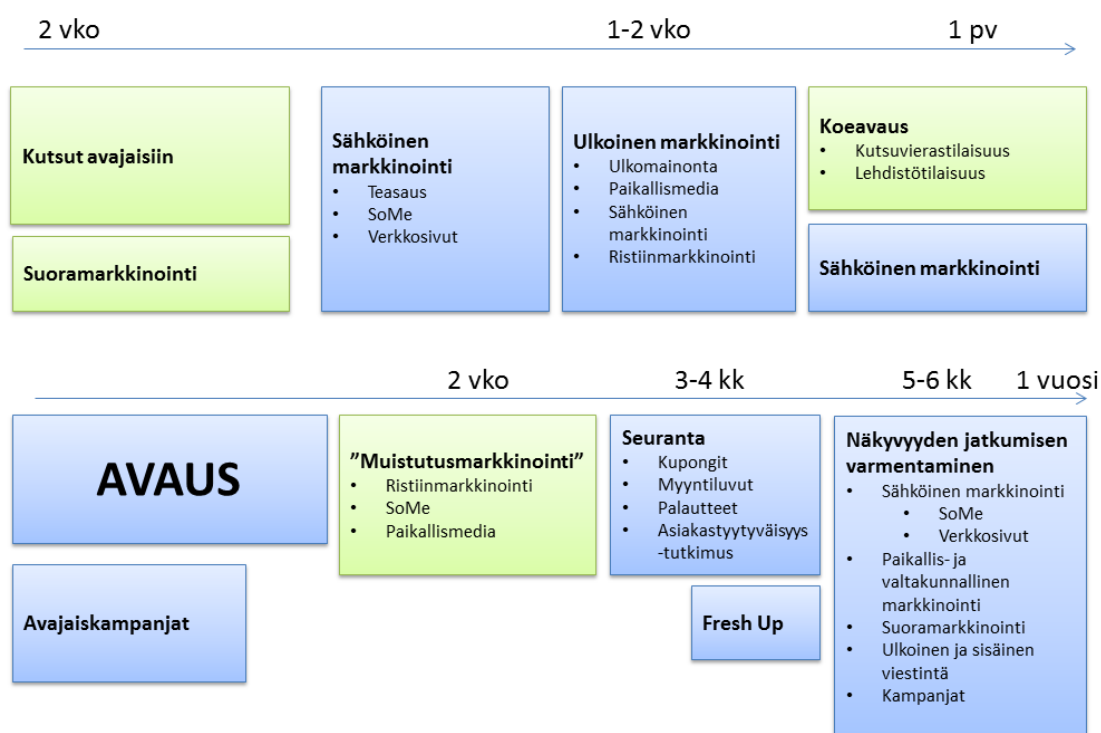 2 vko
1-2 vko
1 pv
Kutsut avajaisiin
Suoramarkkinointi
Sähköinen
markkinointi
• Teasaus
• SoMe
• Verkkosivut
Ulkoinen markkinointi
• Ulkomainonta
• Paikallismedia
• Sähköinen
markkinointi
• Ristiinmarkkinointi
Koeavaus
• Kutsuvierastilaisuus
• Lehdistötilaisuus
Sähköinen markkinointi
2 vko
3-4 kk
5-6 kk
1 vuosi
AVAUS
Avajaiskampanjat
”Muistutusmarkkinointi”
• Ristiinmarkkinointi
• SoMe
• Paikallismedia
Seuranta
• Kupongit
• Myyntiluvut
• Palautteet
• Asiakastyytyväisyys
-tutkimus
Fresh Up
Näkyvyyden jatkumisen
varmentaminen
• Sähköinen markkinointi
• SoMe
• Verkkosivut
• Paikallis- ja
valtakunnallinen
markkinointi
• Suoramarkkinointi
• Ulkoinen ja sisäinen
viestintä
• Kampanjat